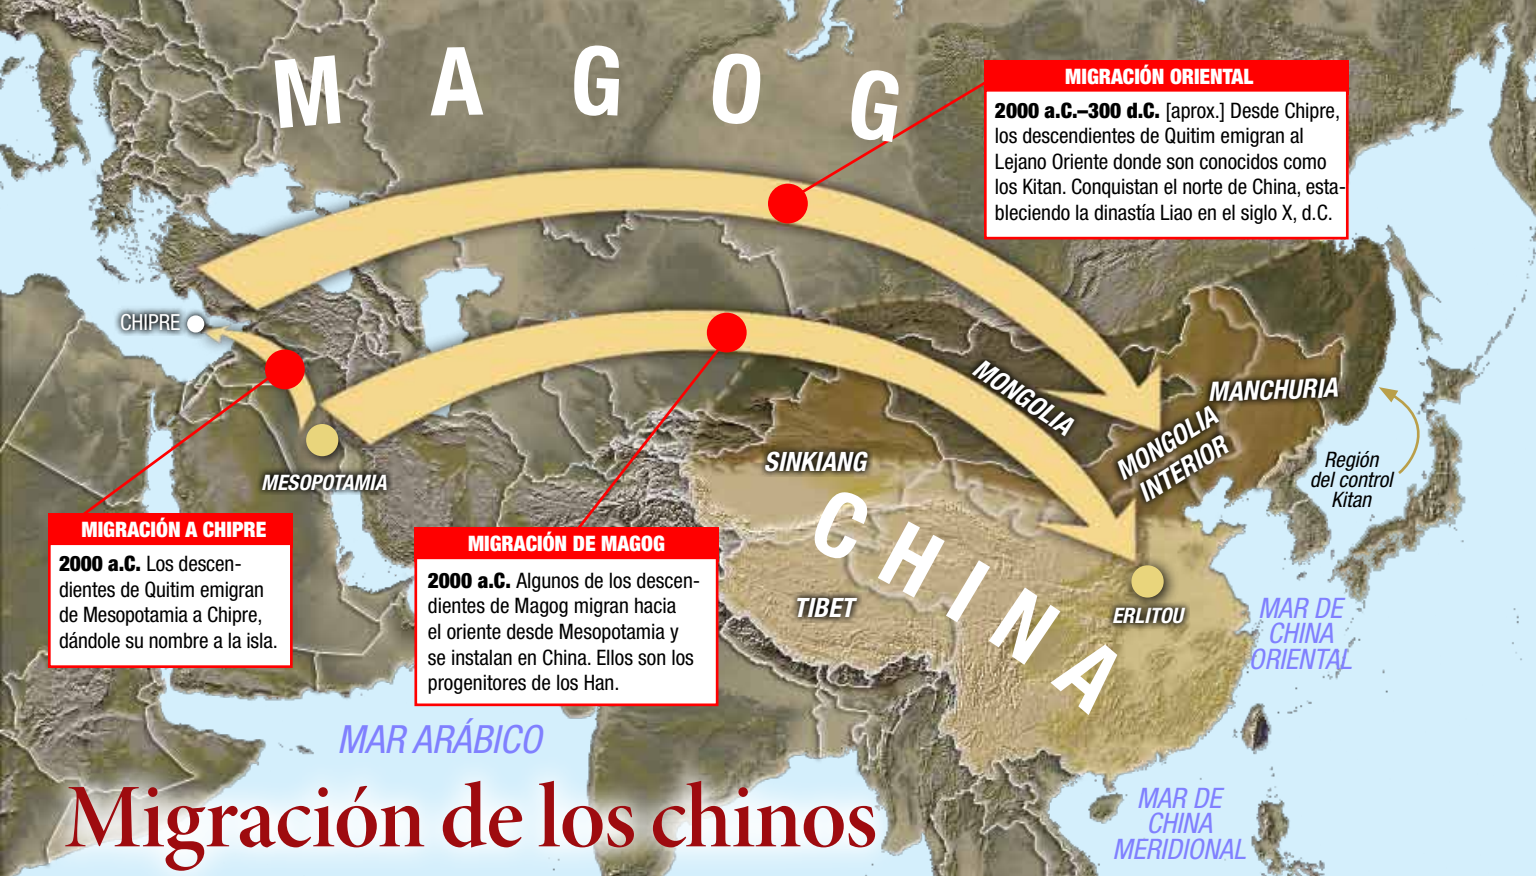 MAGOG
MIGRACIÓN ORIENTAL
2000 a.C.–300 d.C. [aprox.] Desde Chipre,
los descendientes de Quitim emigran al
Lejano Oriente donde son conocidos como
los Kitan. Conquistan el norte de China, esta-
bleciendo la dinastía Liao en el siglo X, d.C.
CHIPRE
MESOPOTAMIA
MONGOLIA
MANCHURIA
MONGOLIA
INTERIOR
SINKIANG
Región
del control
Kitan
CHINA
TIBET
ERLITOU
MIGRACIÓN A CHIPRE
2000 a.C. Los descen-
dientes de Quitim emigran
de Mesopotamia a Chipre,
dándole su nombre a la isla.
MIGRACIÓN DE MAGOG
2000 a.C. Algunos de los descen-
dientes de Magog migran hacia
el oriente desde Mesopotamia y
se instalan en China. Ellos son los
progenitores de los Han.
MAR DE
CHINA
ORIENTAL
MAR ARÁBICO
MAR DE
CHINA
MERIDIONAL
Migración de los chinos